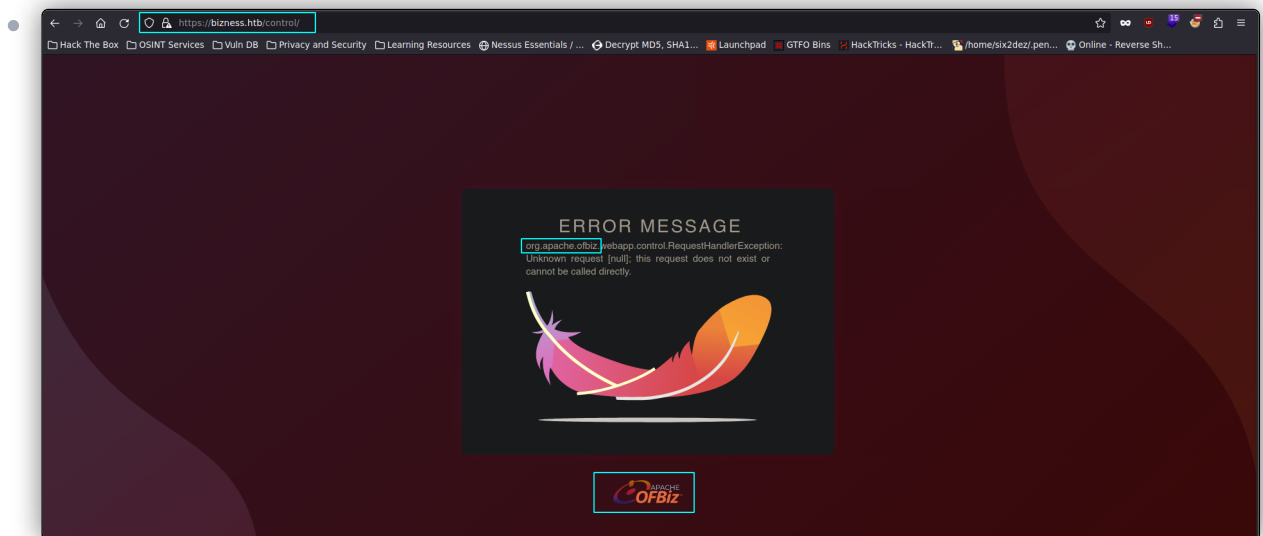 https://bizness.htb/control/
15
Hack The Box OSINT Services Vuln DB Privacy and Security Learning Resources Nessus Essentials / ... Decrypt MD5, SHA1... Launchpad GTFO Bins HackTricks - HackTr... /home/six2dez/.pen... Online - Reverse Sh...
ERROR MESSAGE
org.apache.ofbiz.webapp.control.RequestHandlerException:
Unknown request [null]; this request does not exist or
cannot be called directly.
APACHE
OFBiz